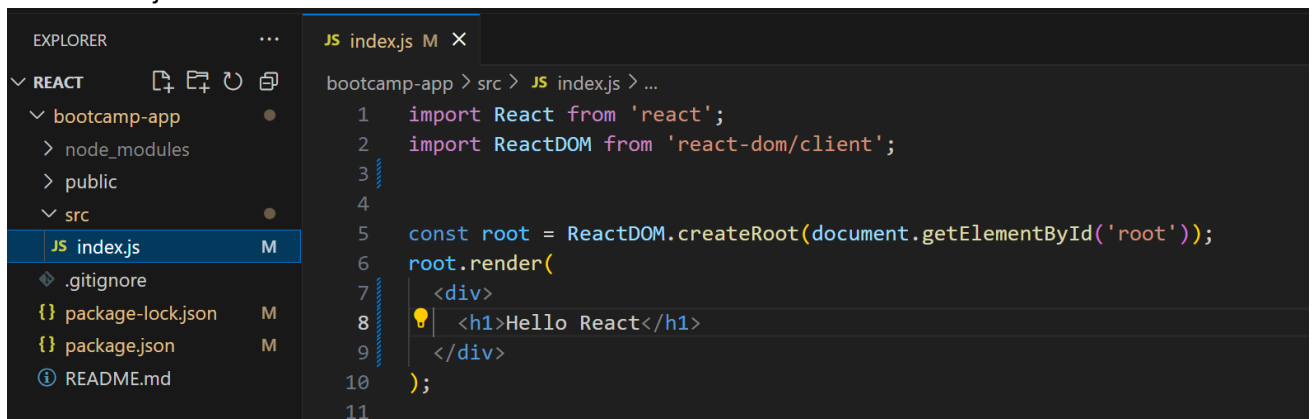 EXPLORER ...
REACT
bootcamp-app
node_modules
public
src
JS index.js M
.gitignore
{} package-lock.json M
{} package.json M
README.md
JS index.js M ×
bootcamp-app > src > JS index.js > ...
1 import React from 'react';
2 import ReactDOM from 'react-dom/client';
3
4
5 const root = ReactDOM.createRoot(document.getElementById('root'));
6 root.render(
7 <div>
8 <h1>Hello React</h1>
9 </div>
10 );
11